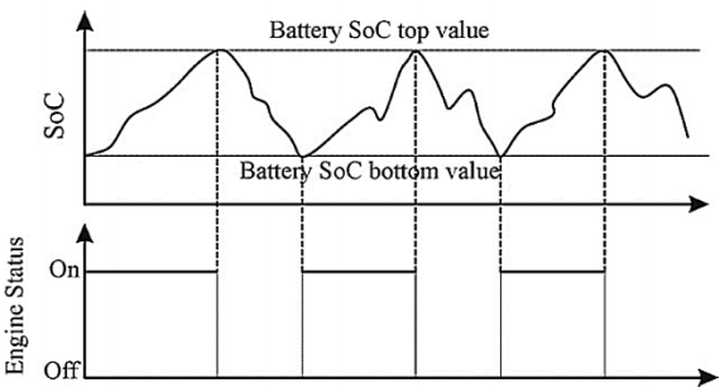 Battery SoC top value
SoC
Battery SoC bottom value
Engine Status
On
Off